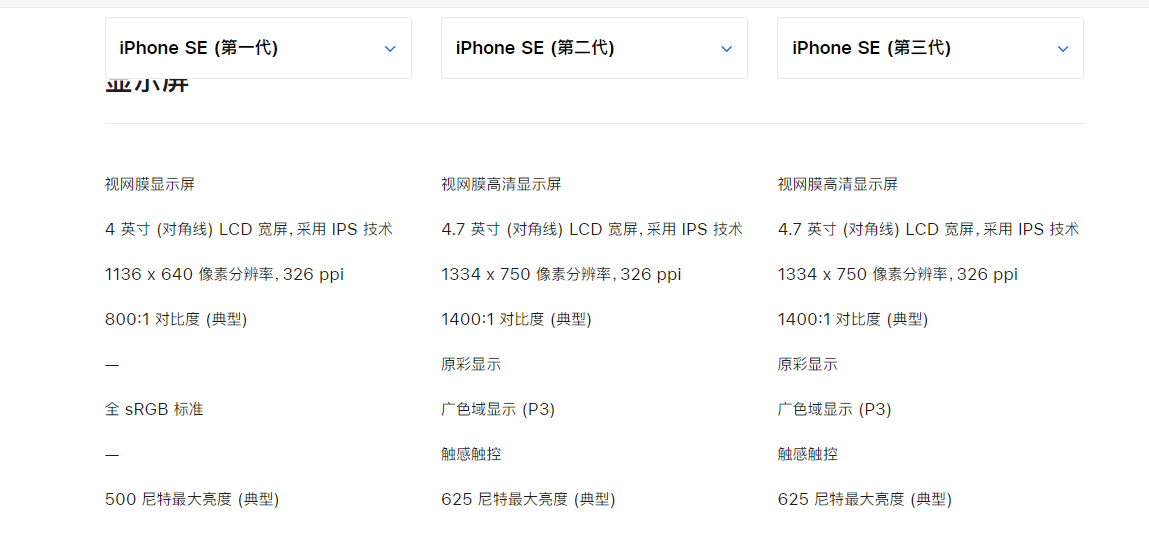 iPhone SE (第一代)
iPhone SE (第二代)
iPhone SE (第三代)
显示屏
视网膜显示屏
视网膜高清显示屏
视网膜高清显示屏
4 英寸 (对角线) LCD 宽屏, 采用 IPS 技术
4.7 英寸 (对角线) LCD 宽屏, 采用 IPS 技术
4.7 英寸 (对角线) LCD 宽屏, 采用 IPS 技术
1136 x 640 像素分辨率, 326 ppi
1334 x 750 像素分辨率, 326 ppi
1334 x 750 像素分辨率, 326 ppi
800:1 对比度 (典型)
1400:1 对比度 (典型)
1400:1 对比度 (典型)
—
原彩显示
原彩显示
全 sRGB 标准
广色域显示 (P3)
广色域显示 (P3)
—
触感触控
触感触控
500 尼特最大亮度 (典型)
625 尼特最大亮度 (典型)
625 尼特最大亮度 (典型)